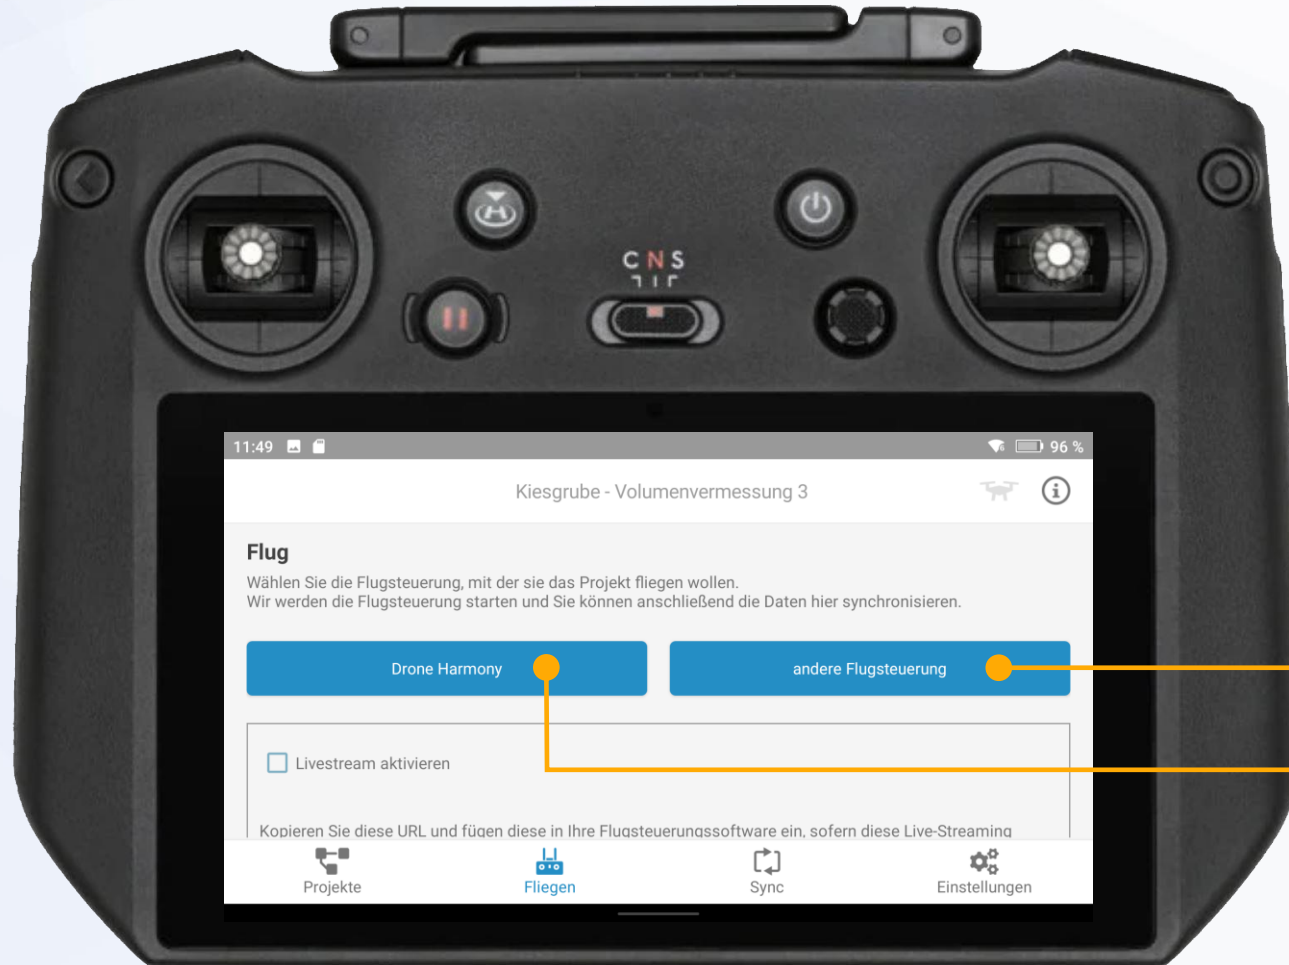 C N S
11:49
96 %
Kiesgrube - Volumenvermessung 3
Flug
Wählen Sie die Flugsteuerung, mit der sie das Projekt fliegen wollen.
Wir werden die Flugsteuerung starten und Sie können anschließend die Daten hier synchronisieren.
Drone Harmony
andere Flugsteuerung
Livestream aktivieren
Kopieren Sie diese URL und fügen diese in Ihre Flugsteuerungssoftware ein, sofern diese Live-Streaming
Projekte
Fliegen
Sync
Einstellungen